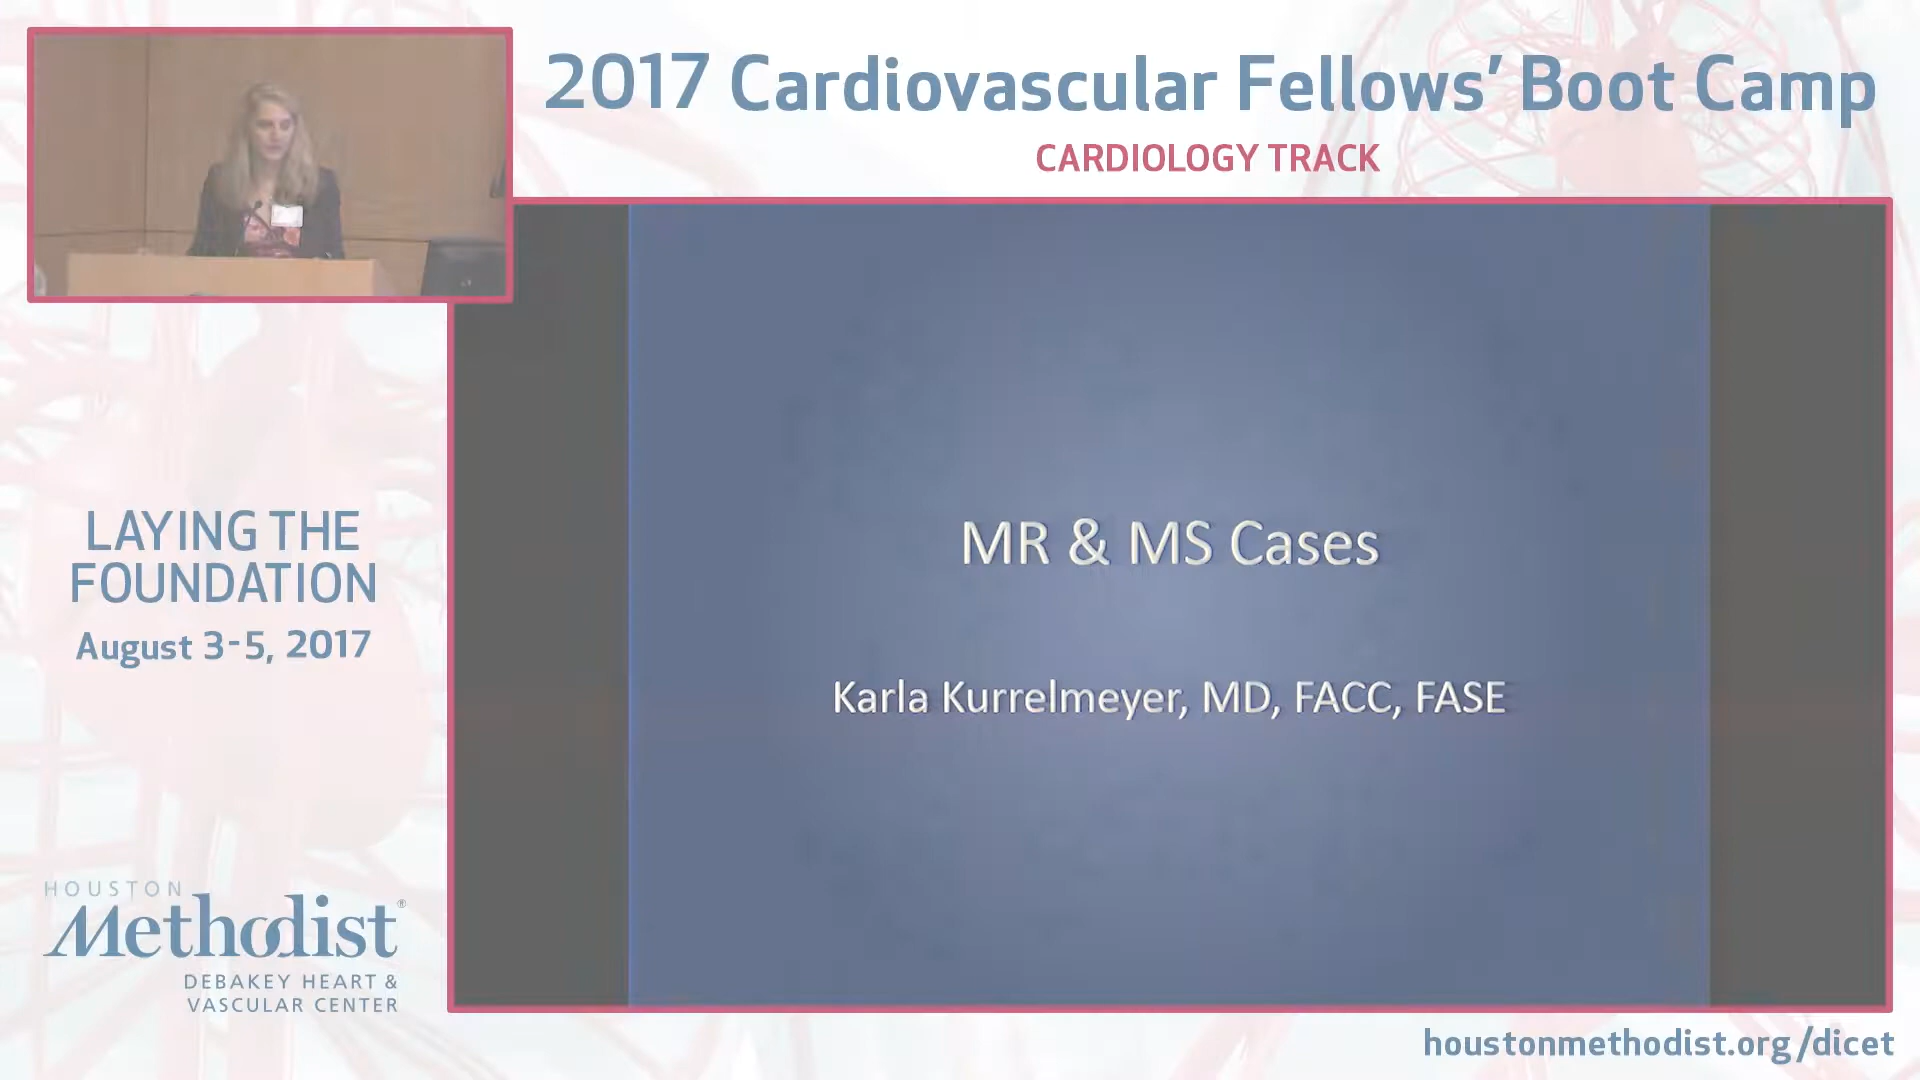 2017 Cardiovascular Fellows’ Boot Camp
CARDIOLOGY TRACK
MR & MS Cases
Karla Kurrelmeyer, MD, FACC, FASE
LAYING THE
FOUNDATION
August 3-5, 2017
HOUSTON
Methodist®
DEBAKEY HEART &
VASCULAR CENTER
houstonmethodist.org/dicet